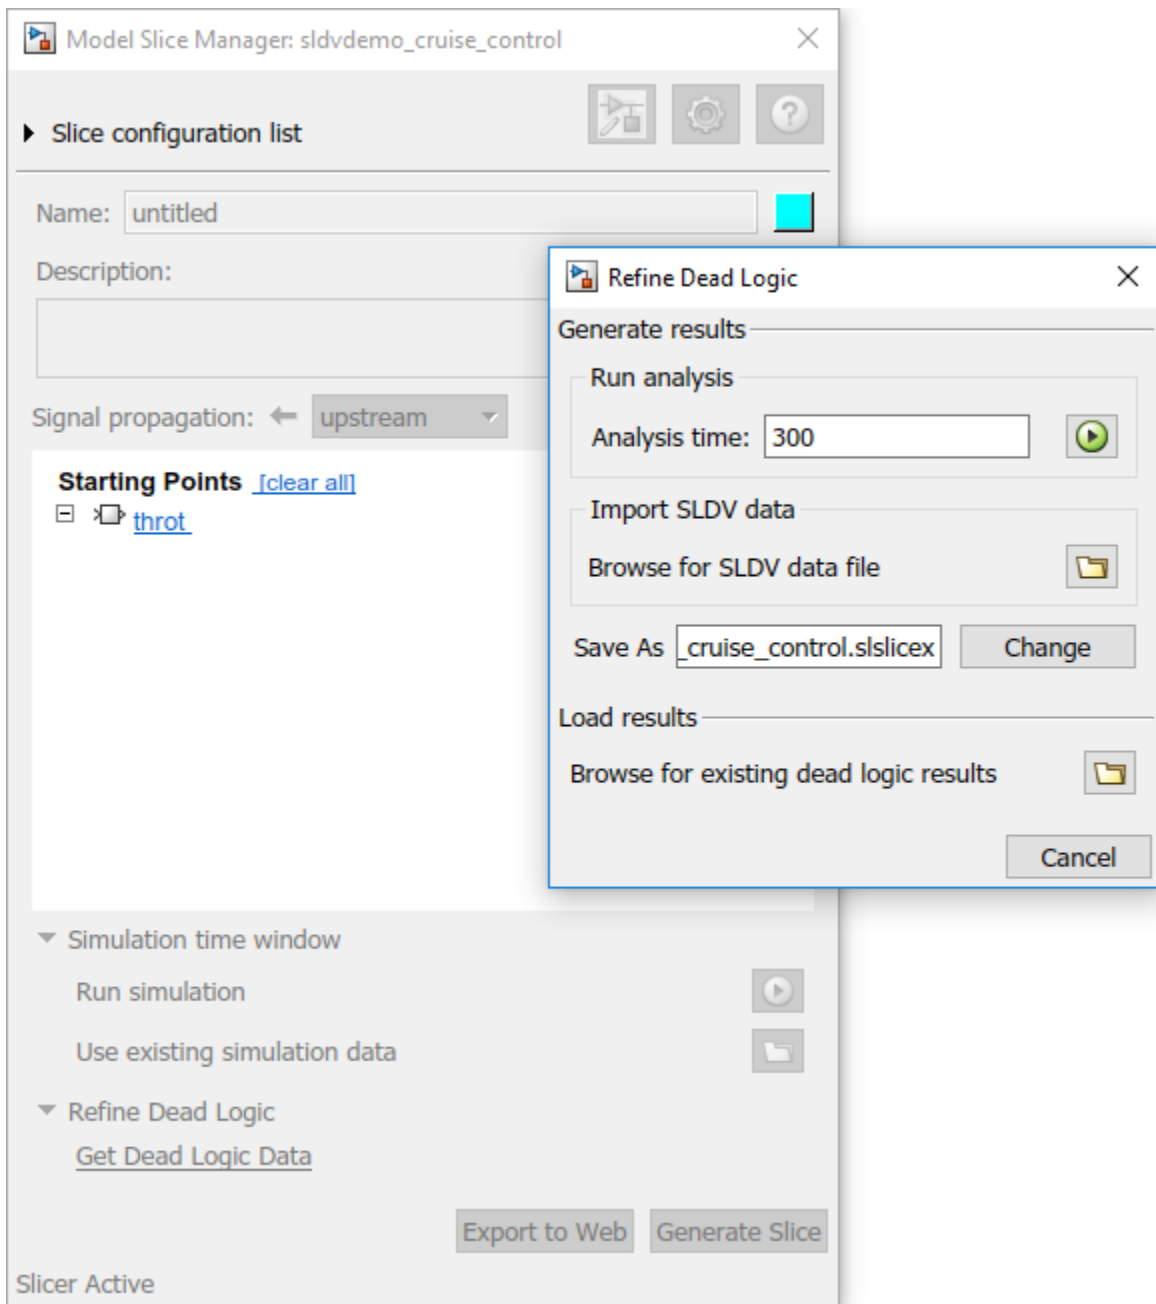 Model Slice Manager: sldvdemo_cruise_control
Slice configuration list
Name: untitled
Description:
Signal propagation: upstream
Starting Points [clear all]
throt
Simulation time window
Run simulation
Use existing simulation data
Refine Dead Logic
Get Dead Logic Data
Export to Web Generate Slice
Slicer Active
Refine Dead Logic
Generate results
Run analysis
Analysis time: 300
Import SLDV data
Browse for SLDV data file
Save As _cruise_control.slslicex Change
Load results
Browse for existing dead logic results
Cancel